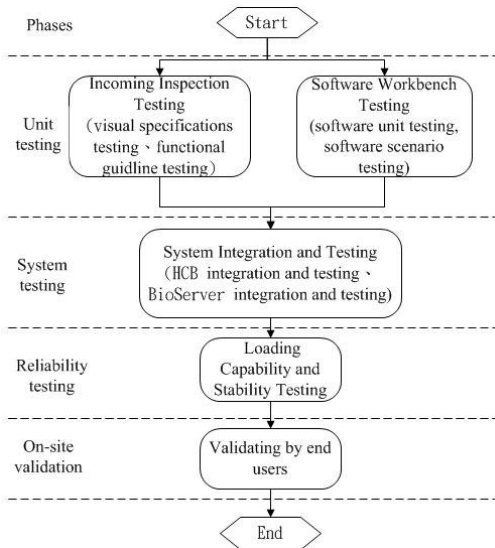 Phases
Start
Unit
testing
Incoming Inspection
Testing
(visual specifications
testing、functional
guidline testing)
Software Workbench
Testing
(software unit testing,
software scenario
testing)
System
testing
System Integration and Testing
(HCB integration and testing、
BioServer integration and testing)
Reliability
testing
Loading
Capability and
Stability Testing
On-site
validation
Validating by end
users
End